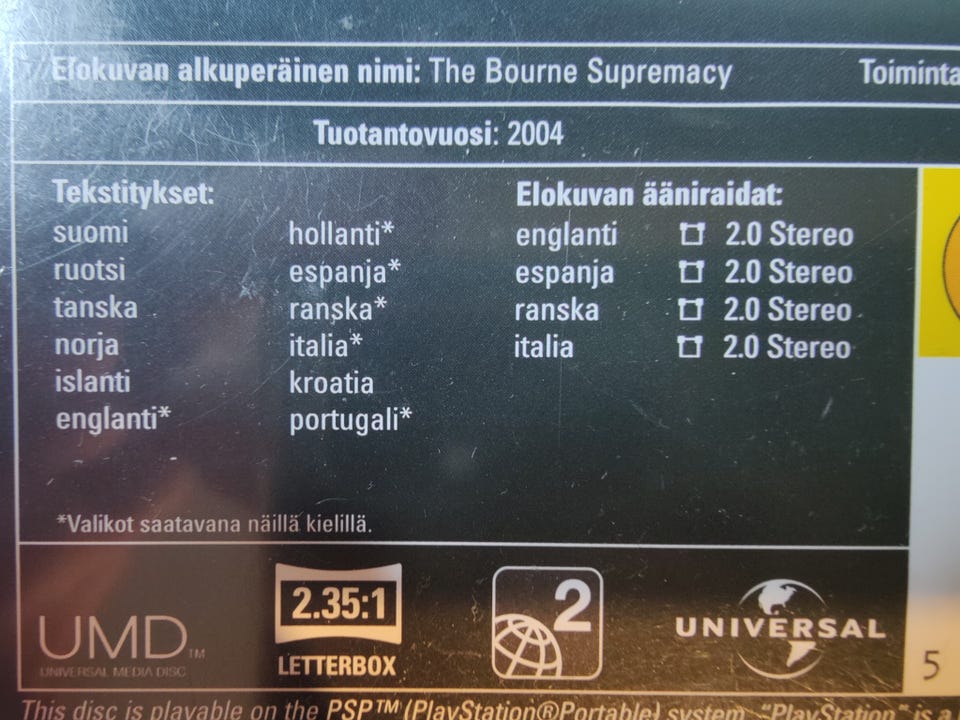 Elokuvan alkuperäinen nimi: The Bourne Supremacy Toiminta
Tuotantovuosi: 2004
Tekstitykset:
suomi hollanti*
ruotsi espanja*
tanska ranska*
norja italia*
islanti kroatia
englanti* portugali*
Elokuvan ääniraidat:
englanti 2.0 Stereo
espanja 2.0 Stereo
ranska 2.0 Stereo
italia 2.0 Stereo
*Valikot saatavana näillä kielillä.
UMD™
UNIVERSAL MEDIA DISC
2.35:1
LETTERBOX
2
UNIVERSAL
5
This disc is playable on the PSP™ (PlayStation®Portable) system. "PlayStation" is a